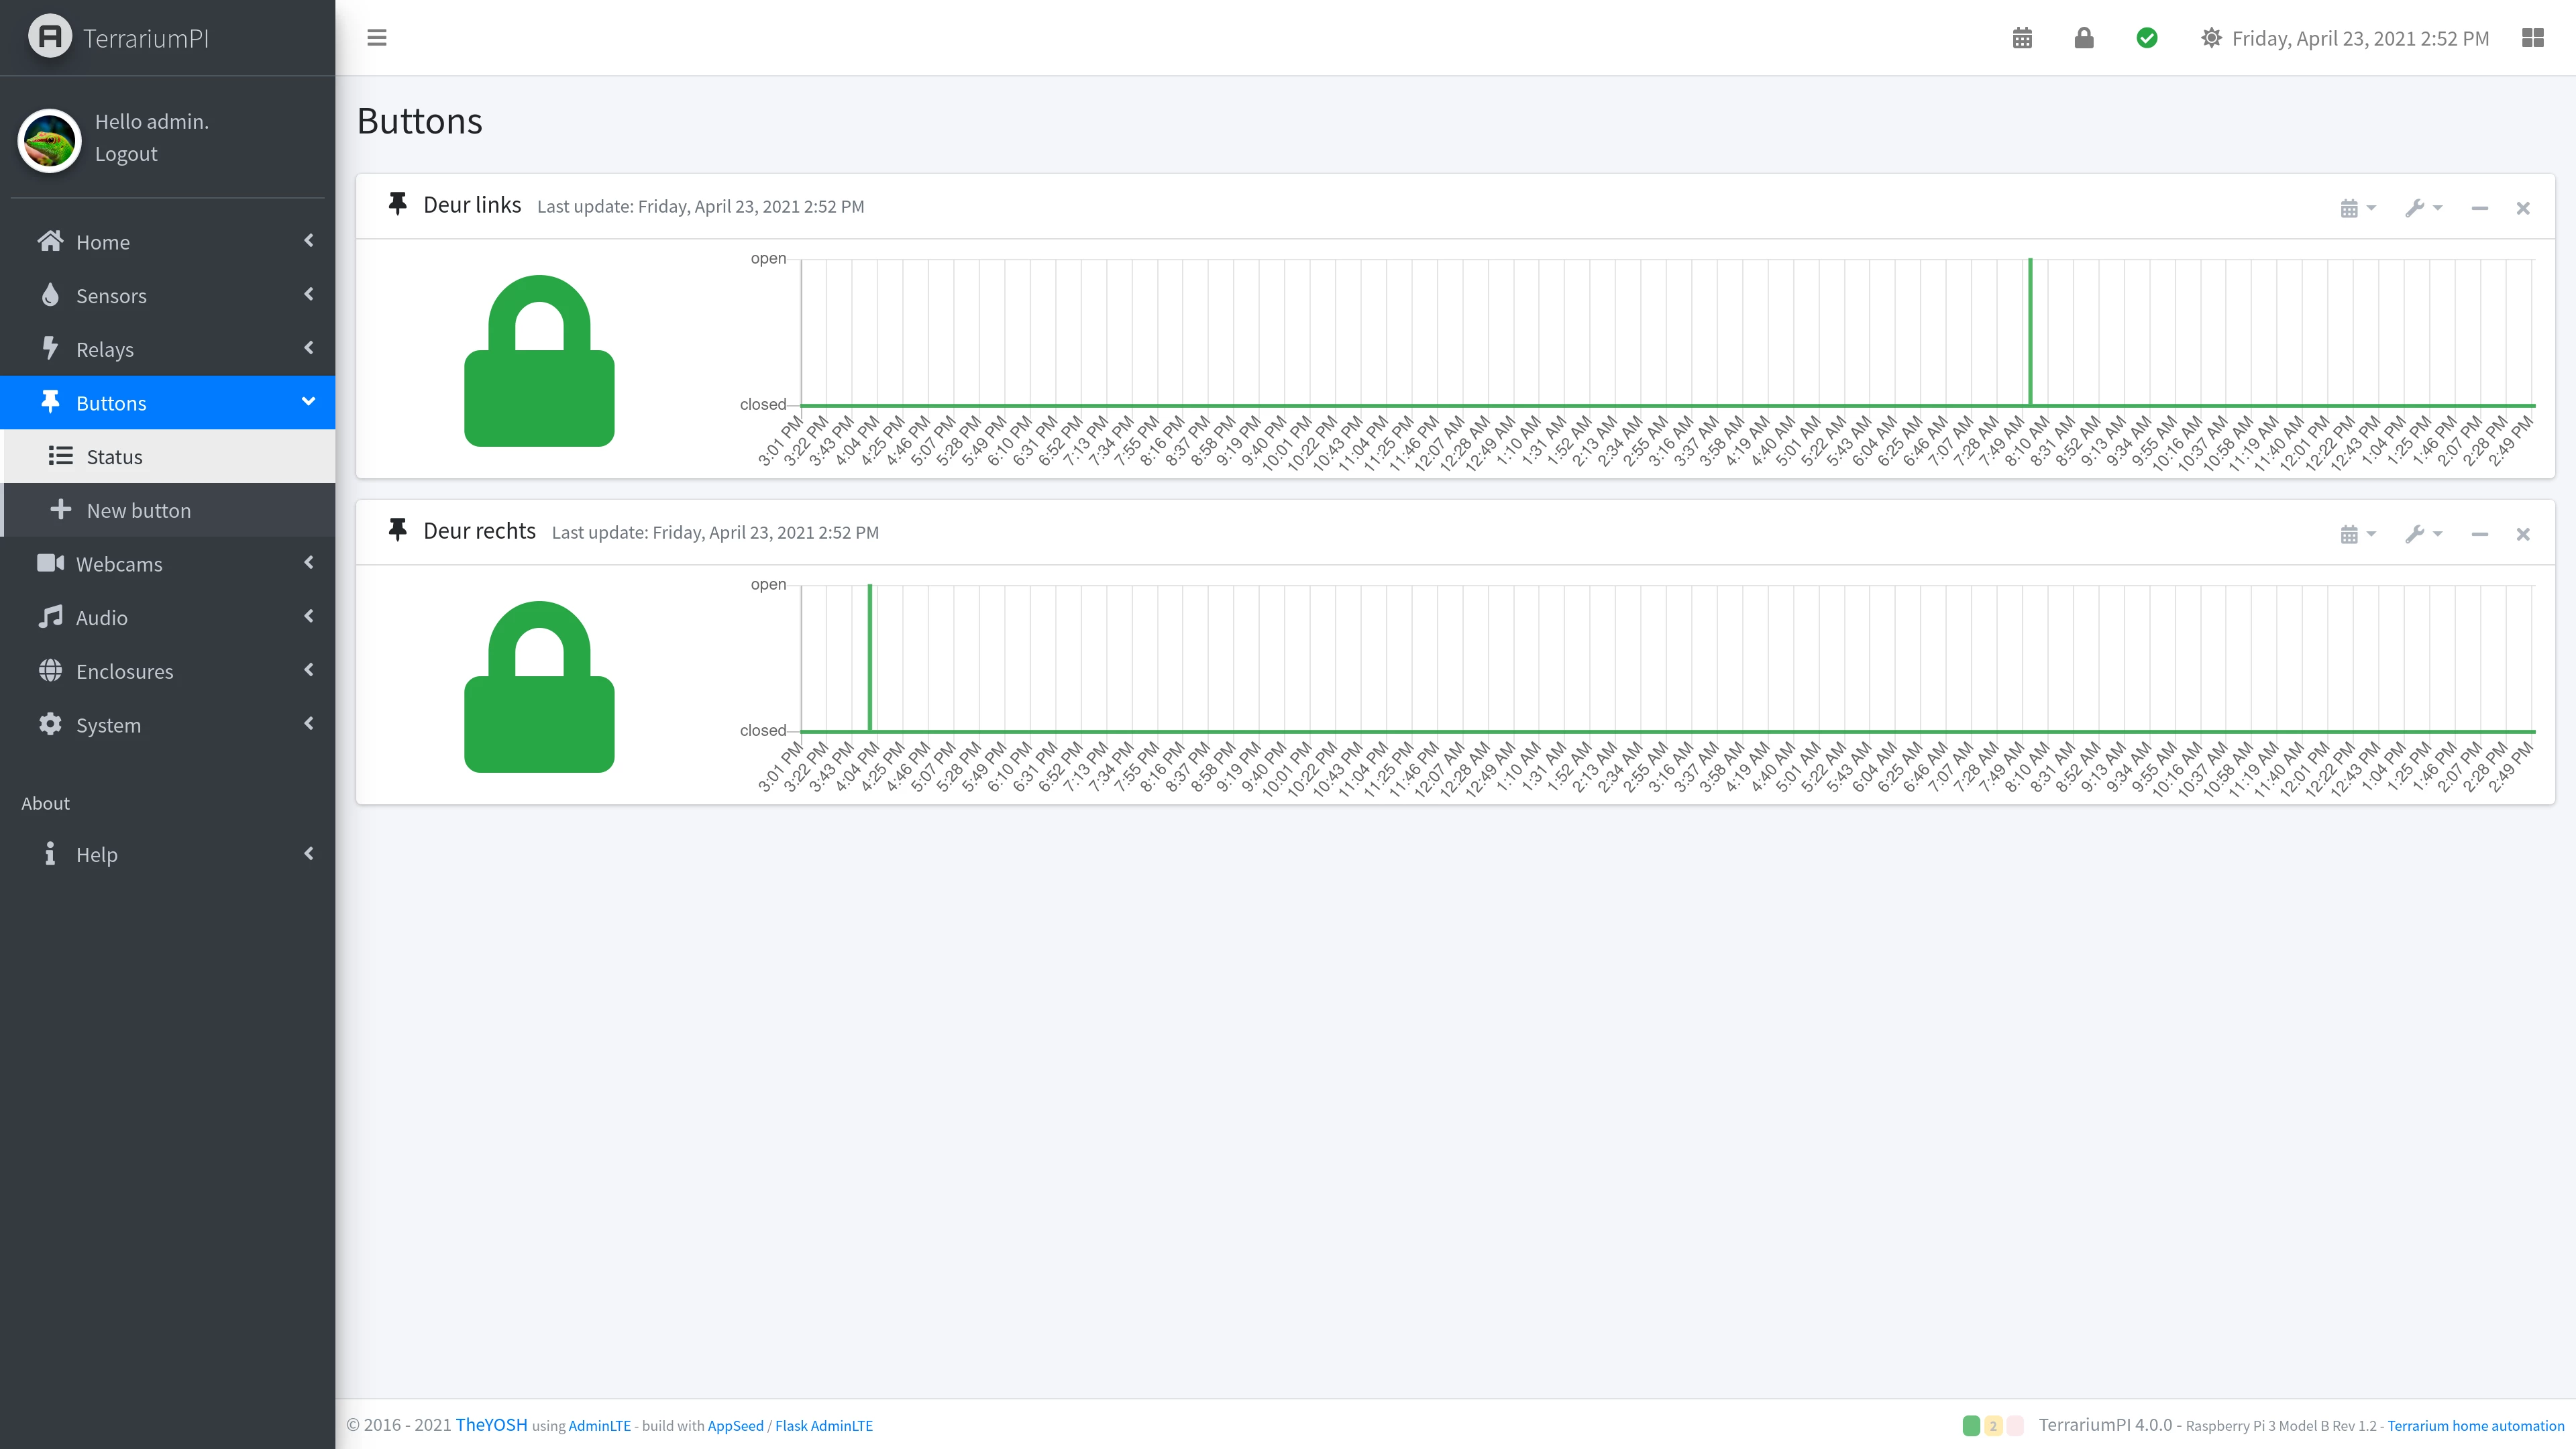 TerrariumPI
Friday, April 23, 2021 2:52 PM
Hello admin.
Logout
Home
Sensors
Relays
Buttons
Status
New button
Webcams
Audio
Enclosures
System
About
Help
Buttons
Deur links Last update: Friday, April 23, 2021 2:52 PM
open
closed
3:01 PM 3:22 PM 3:43 PM 4:04 PM 4:25 PM 4:46 PM 5:07 PM 5:28 PM 5:49 PM 6:10 PM 6:31 PM 6:52 PM 7:13 PM 7:34 PM 7:55 PM 8:16 PM 8:37 PM 8:58 PM 9:19 PM 9:40 PM 10:01 PM 10:22 PM 10:43 PM 11:04 PM 11:25 PM 11:46 PM 12:07 AM 12:28 AM 12:49 AM 1:10 AM 1:31 AM 1:52 AM 2:13 AM 2:34 AM 2:55 AM 3:16 AM 3:37 AM 3:58 AM 4:19 AM 4:40 AM 5:01 AM 5:22 AM 5:43 AM 6:04 AM 6:25 AM 6:46 AM 7:07 AM 7:28 AM 7:49 AM 8:10 AM 8:31 AM 8:52 AM 9:13 AM 9:34 AM 9:55 AM 10:16 AM 10:37 AM 10:58 AM 11:19 AM 11:40 AM 12:01 PM 12:22 PM 12:43 PM 1:04 PM 1:25 PM 1:46 PM 2:07 PM 2:28 PM 2:49 PM
Deur rechts Last update: Friday, April 23, 2021 2:52 PM
open
closed
3:01 PM 3:22 PM 3:43 PM 4:04 PM 4:25 PM 4:46 PM 5:07 PM 5:28 PM 5:49 PM 6:10 PM 6:31 PM 6:52 PM 7:13 PM 7:34 PM 7:55 PM 8:16 PM 8:37 PM 8:58 PM 9:19 PM 9:40 PM 10:01 PM 10:22 PM 10:43 PM 11:04 PM 11:25 PM 11:46 PM 12:07 AM 12:28 AM 12:49 AM 1:10 AM 1:31 AM 1:52 AM 2:13 AM 2:34 AM 2:55 AM 3:16 AM 3:37 AM 3:58 AM 4:19 AM 4:40 AM 5:01 AM 5:22 AM 5:43 AM 6:04 AM 6:25 AM 6:46 AM 7:07 AM 7:28 AM 7:49 AM 8:10 AM 8:31 AM 8:52 AM 9:13 AM 9:34 AM 9:55 AM 10:16 AM 10:37 AM 10:58 AM 11:19 AM 11:40 AM 12:01 PM 12:22 PM 12:43 PM 1:04 PM 1:25 PM 1:46 PM 2:07 PM 2:28 PM 2:49 PM
© 2016 - 2021 TheYOSH using AdminLTE - build with AppSeed / Flask AdminLTE
2 TerrariumPI 4.0.0 - Raspberry Pi 3 Model B Rev 1.2 - Terrarium home automation